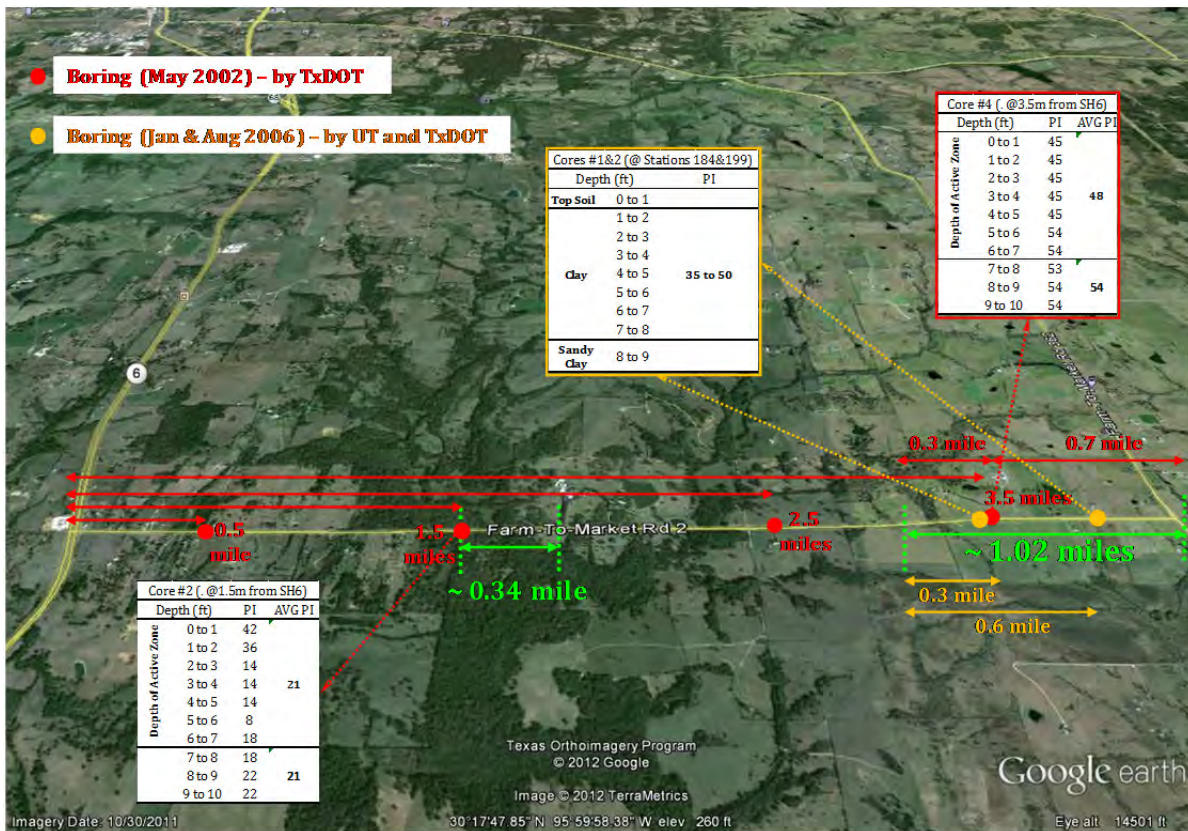 Boring (May 2002) – by TxDOT
Boring (Jan & Aug 2006) – by UT and TxDOT
Core #4 (. @3.5m from SH6)
Depth (ft) PI AVG PI
Depth of Active Zone
0 to 1 45
1 to 2 45
2 to 3 45
3 to 4 45 48
4 to 5 45
5 to 6 54
6 to 7 54
7 to 8 53
8 to 9 54 54
9 to 10 54
Cores #1&2 (@ Stations 184&199)
Depth (ft) PI
Top Soil 0 to 1
1 to 2
2 to 3
3 to 4
Clay 4 to 5 35 to 50
5 to 6
6 to 7
7 to 8
Sandy Clay 8 to 9
6
0.3 mile 0.7 mile
3.5 miles
0.5 mile
1.5 miles
Farm-To-Market Rd 2
2.5 miles
~ 1.02 miles
~ 0.34 mile
0.3 mile
0.6 mile
Core #2 (. @1.5m from SH6)
Depth (ft) PI AVG PI
Depth of Active Zone
0 to 1 42
1 to 2 36
2 to 3 14
3 to 4 14 21
4 to 5 14
5 to 6 8
6 to 7 18
7 to 8 18
8 to 9 22 21
9 to 10 22
Texas Orthoimagery Program
© 2012 Google
Image © 2012 TerraMetrics
Google earth
Imagery Date: 10/30/2011 30°17'47.85" N 95°59'58.38" W elev 260 ft Eye alt 14501 ft